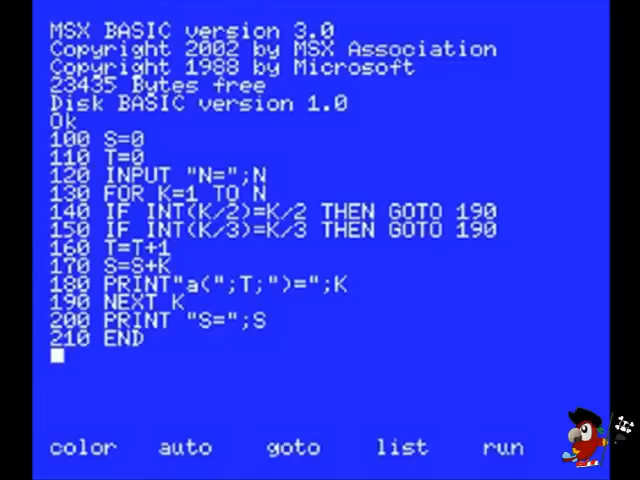 MSX BASIC version 3.0
Copyright 2002 by MSX Association
Copyright 1988 by Microsoft
23435 Bytes free
Disk BASIC version 1.0
Ok
100 S=0
110 T=0
120 INPUT "N=";N
130 FOR K=1 TO N
140 IF INT(K/2)=K/2 THEN GOTO 190
150 IF INT(K/3)=K/3 THEN GOTO 190
160 T=T+1
170 S=S+K
180 PRINT"a(";T;")=";K
190 NEXT K
200 PRINT "S=";S
210 END
color auto goto list run